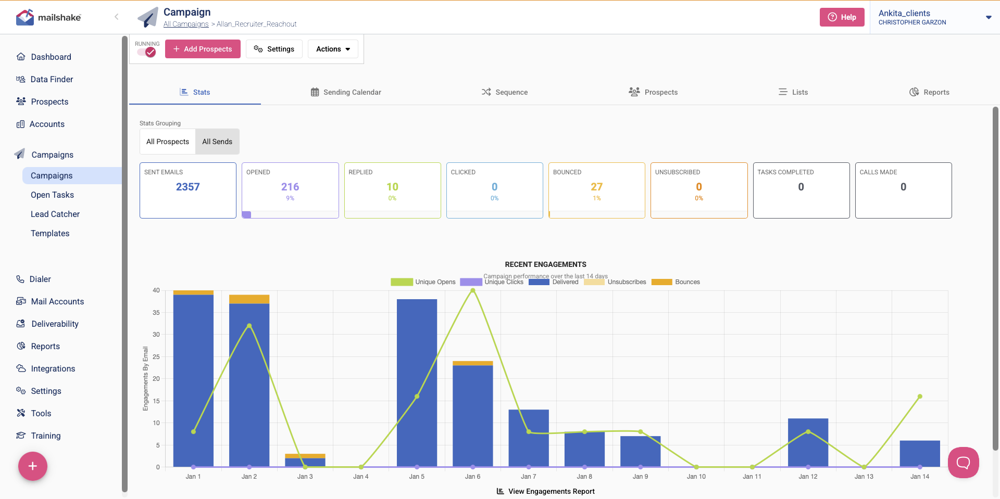 mailshake
Campaign
All Campaigns > Allan_Recruiter_Reachout
Help
Ankita_clients
CHRISTOPHER GARZON
RUNNING
Add Prospects
Settings
Actions
Dashboard
Data Finder
Prospects
Accounts
Campaigns
Campaigns
Open Tasks
Lead Catcher
Templates
Dialer
Mail Accounts
Deliverability
Reports
Integrations
Settings
Tools
Training
Stats
Sending Calendar
Sequence
Prospects
Lists
Reports
Stats Grouping
All Prospects
All Sends
SENT EMAILS
2357
OPENED
216
9%
REPLIED
10
0%
CLICKED
0
0%
BOUNCED
27
1%
UNSUBSCRIBED
0
0%
TASKS COMPLETED
0
CALLS MADE
0
RECENT ENGAGEMENTS
Campaign performance over the last 14 days
Unique Opens
Unique Clicks
Delivered
Unsubscribes
Bounces
Engagements By Email
40
35
30
25
20
15
10
5
0
Jan 1
Jan 2
Jan 3
Jan 4
Jan 5
Jan 6
Jan 7
Jan 8
Jan 9
Jan 10
Jan 11
Jan 12
Jan 13
Jan 14
View Engagements Report